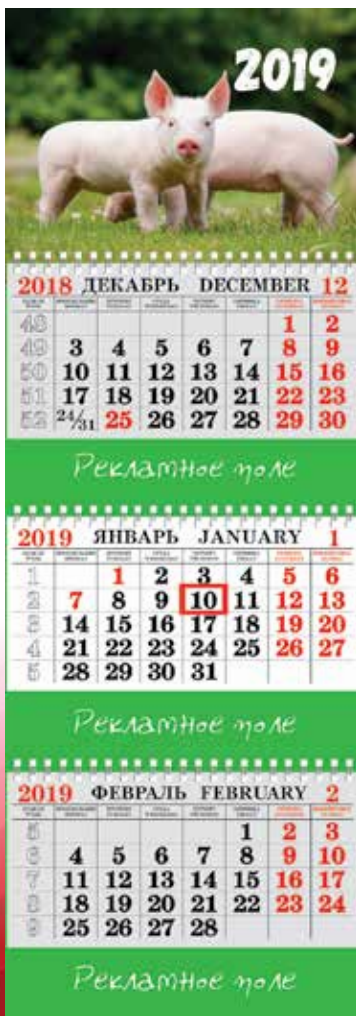 2019
2018 ДЕКАБРЬ DECEMBER 12
48 1 2
49 3 4 5 6 7 8 9
50 10 11 12 13 14 15 16
51 17 18 19 20 21 22 23
52 24/31 25 26 27 28 29 30
Рекламное поле
2019 ЯНВАРЬ JANUARY 1
1 1 2 3 4 5 6
2 7 8 9 10 11 12 13
3 14 15 16 17 18 19 20
4 21 22 23 24 25 26 27
5 28 29 30 31
Рекламное поле
2019 ФЕВРАЛЬ FEBRUARY 2
5 1 2 3
6 4 5 6 7 8 9 10
7 11 12 13 14 15 16 17
8 18 19 20 21 22 23 24
9 25 26 27 28
Рекламное поле